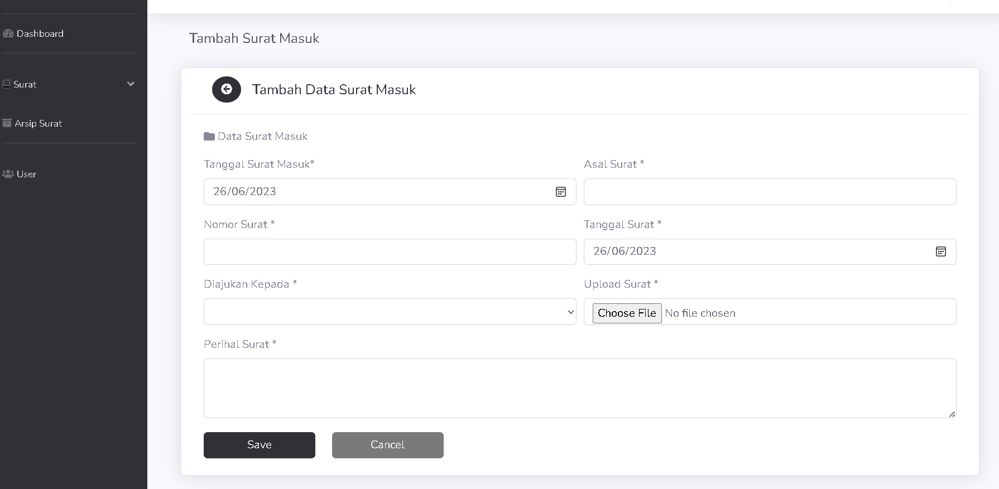 Dashboard
Surat
Arsip Surat
User
Tambah Surat Masuk
Tambah Data Surat Masuk
Data Surat Masuk
Tanggal Surat Masuk*
26/06/2023
Asal Surat *
Nomor Surat *
Tanggal Surat *
26/06/2023
Diajukan Kepada *
Upload Surat *
Choose File No file chosen
Perihal Surat *
Save
Cancel